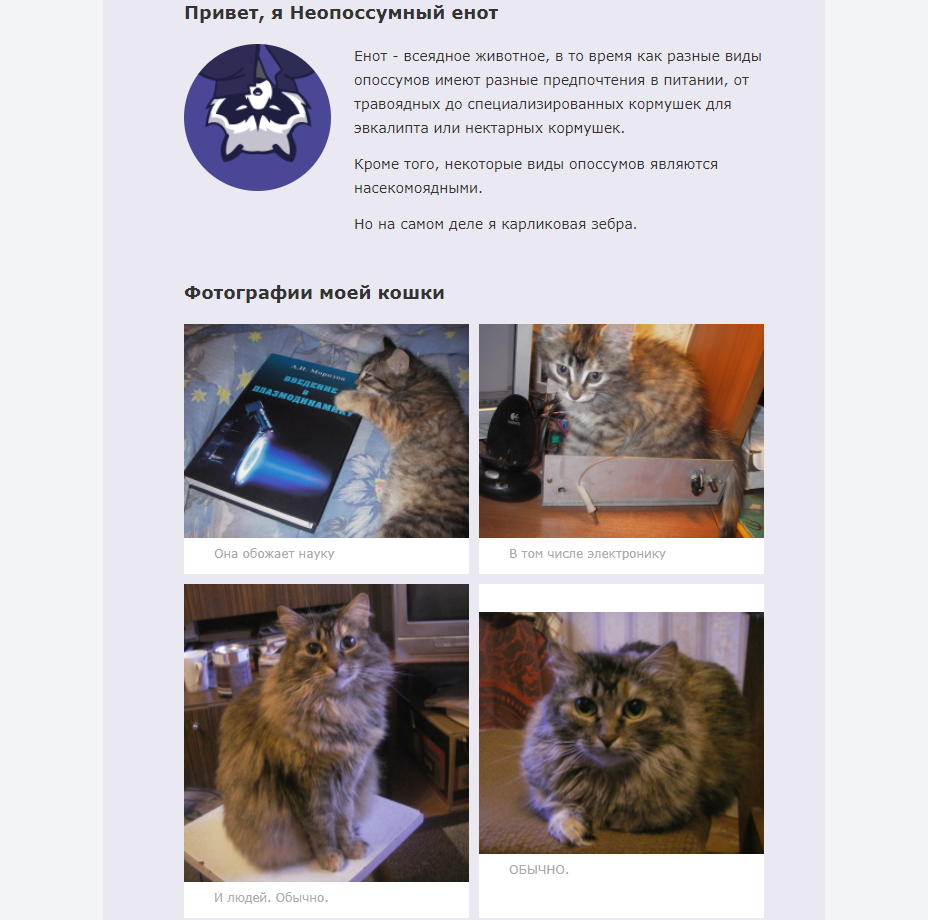 Привет, я Неопоссумный енот
Енот - всеядное животное, в то время как разные виды
опоссумов имеют разные предпочтения в питании, от
травоядных до специализированных кормушек для
эвкалипта или нектарных кормушек.
Кроме того, некоторые виды опоссумов являются
насекомоядными.
Но на самом деле я карликовая зебра.
Фотографии моей кошки
А.И. Морозов
ВВЕДЕНИЕ
В
ПЛАЗМОДИНАМИКУ
Она обожает науку
В том числе электронику
И людей. Обычно.
ОБЫЧНО.